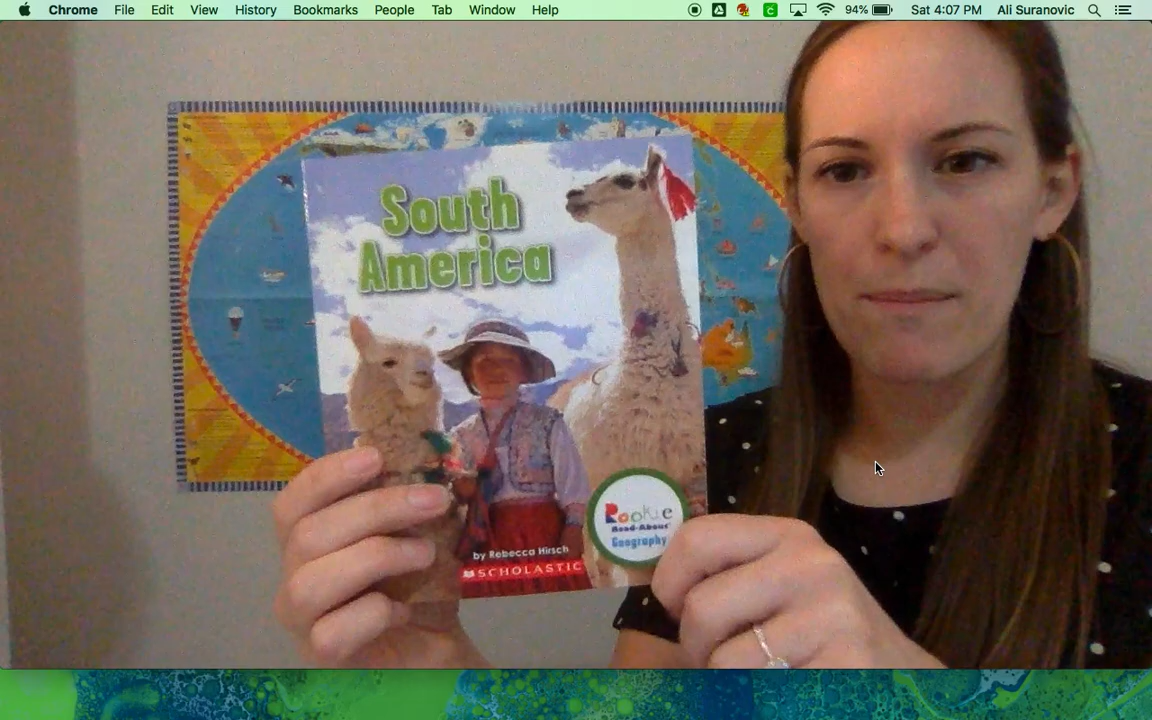 Chrome File Edit View History Bookmarks People Tab Window Help 94% Sat 4:07 PM Ali Suranovic
South
America
Rookie
Read-About®
Geography
by Rebecca Hirsch
SCHOLASTIC